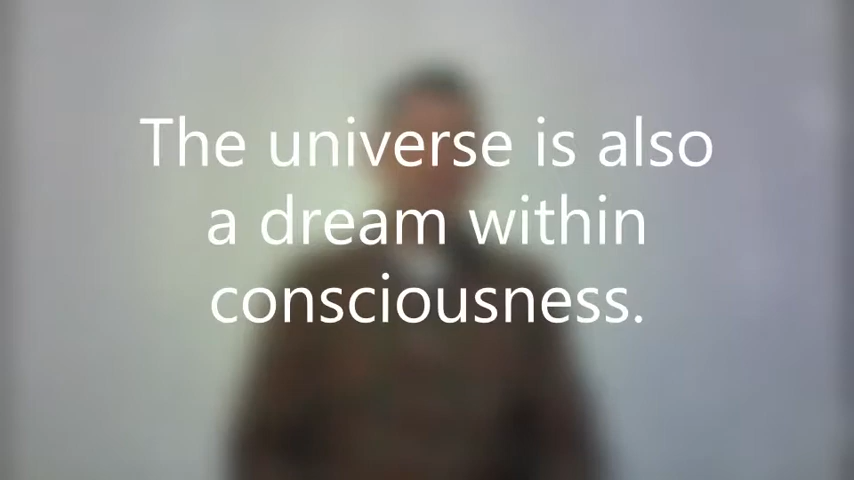 The universe is also
a dream within
consciousness.